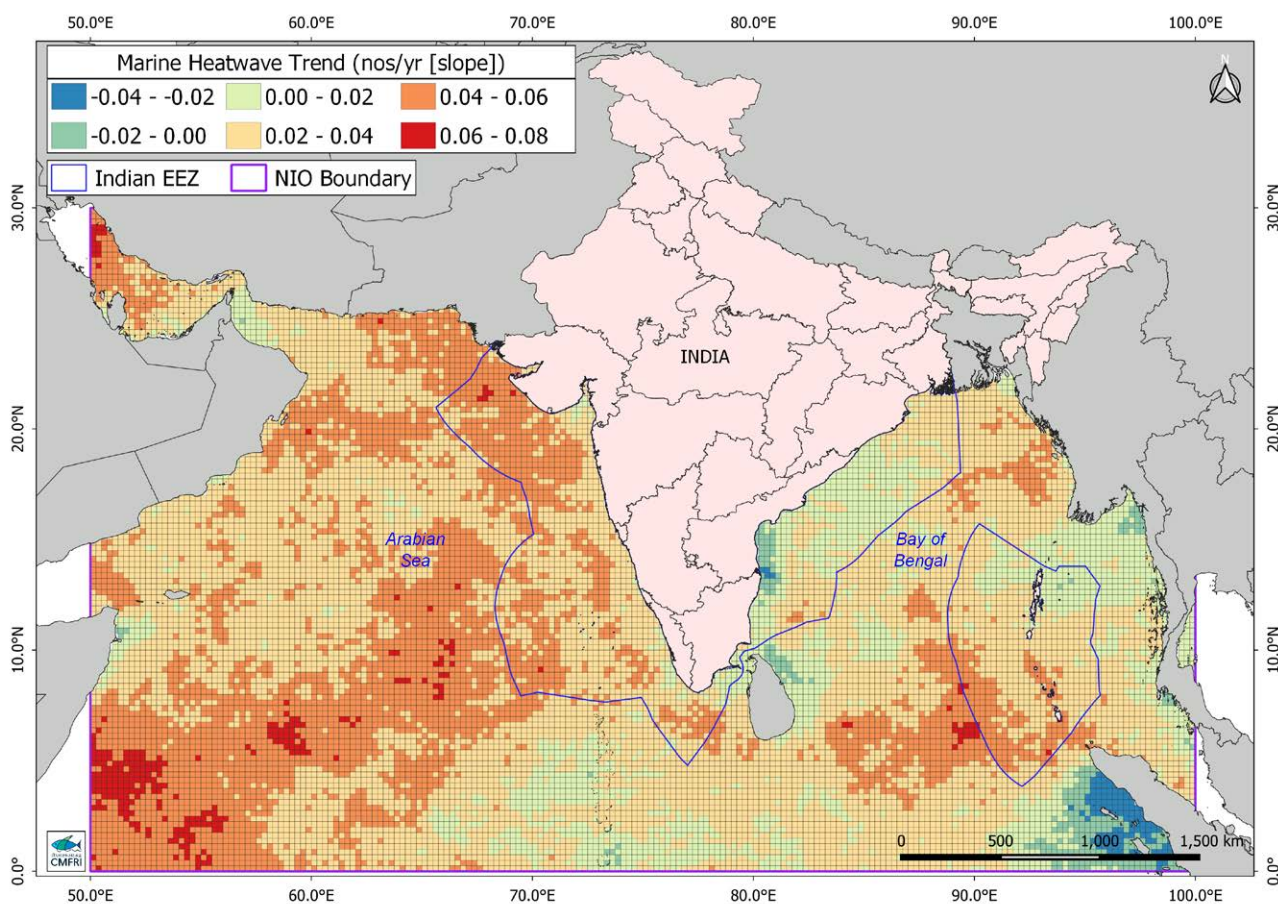 50.0°E 60.0°E 70.0°E 80.0°E 90.0°E 100.0°E
Marine Heatwave Trend (nos/yr [slope])
-0.04 - -0.02 0.00 - 0.02 0.04 - 0.06
-0.02 - 0.00 0.02 - 0.04 0.06 - 0.08
Indian EEZ NIO Boundary
N
30.0°N 30.0°N
20.0°N 20.0°N
INDIA
Arabian
Sea
Bay of
Bengal
10.0°N 10.0°N
0 500 1,000 1,500 km
CMFRI
0.0° 0.0°
50.0°E 60.0°E 70.0°E 80.0°E 90.0°E 100.0°E